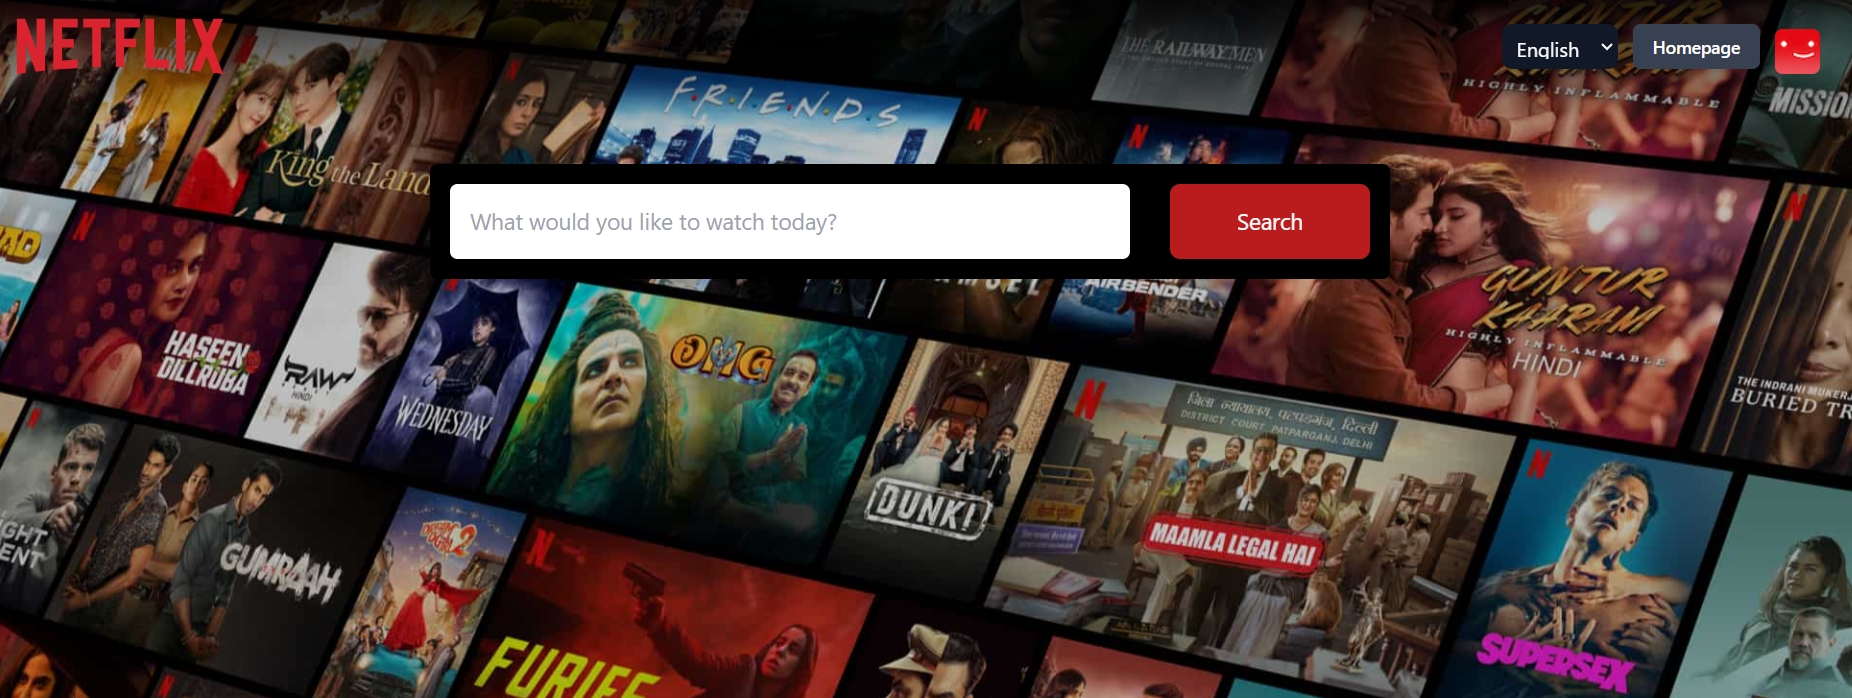 NETFLIX
English
Homepage
THE RAILWAY MEN
HIGHLY INFLAMMABLE
MISSIO
F.R.I.E.N.D.S
King the Land
What would you like to watch today?
Search
AIRBENDER
GUNTUR
KAARAM
HIGHLY INFLAMMABLE
HINDI
HASEEN
DILLRUBA
RAW
HINDI
WEDNESDAY
OMG
THE INDRANI MUKERJ
BURIED TR
जिला न्यायालय, पटपड़गंज, दिल्ली
DISTRICT COURT, PATPARGANJ, DELHI
DUNKI
MAAMLA LEGAL HAI
GUMRAAH
SUPERSEX
FURIES